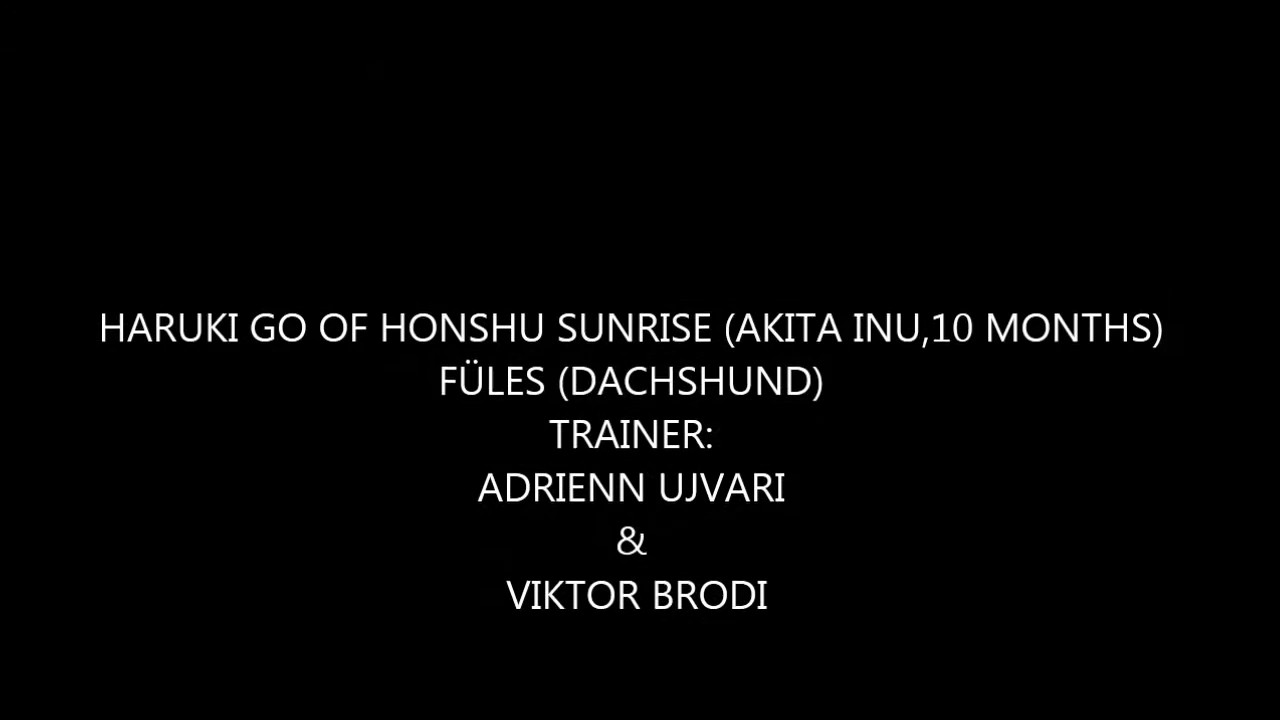 HARUKI GO OF HONSHU SUNRISE (AKITA INU,10 MONTHS)
FÜLES (DACHSHUND)
TRAINER:
ADRIENN UJVARI
&
VIKTOR BRODI